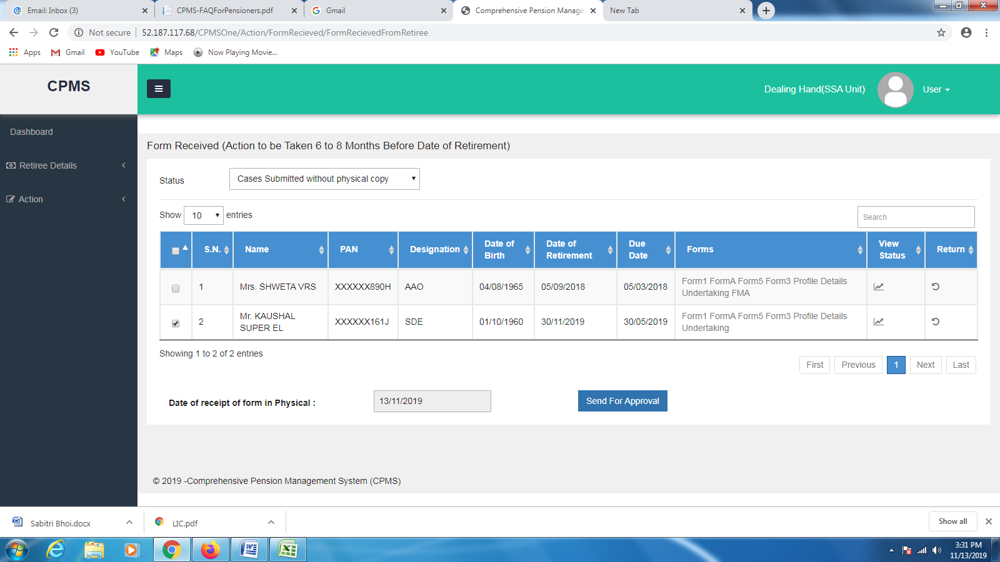 Email: Inbox (3)
CPMS-FAQForPensioners.pdf
Gmail
Comprehensive Pension Manage
New Tab
Not secure
52.187.117.68/CPMSOne/Action/FormRecieved/FormRecievedFromRetiree
Apps
Gmail
YouTube
Maps
Now Playing Movie...
CPMS
Dealing Hand(SSA Unit)
User
Dashboard
Retiree Details
Action
Form Received (Action to be Taken 6 to 8 Months Before Date of Retirement)
Status
Cases Submitted without physical copy
Show 10 entries
Search
S.N. Name PAN Designation Date of Birth Date of Retirement Due Date Forms View Status Return
1 Mrs. SHWETA VRS XXXXXX890H AAO 04/08/1965 05/09/2018 05/03/2018 Form1 FormA Form5 Form3 Profile Details
Undertaking FMA
2 Mr. KAUSHAL SUPER EL XXXXXX161J SDE 01/10/1960 30/11/2019 30/05/2019 Form1 FormA Form5 Form3 Profile Details
Undertaking
Showing 1 to 2 of 2 entries
First Previous 1 Next Last
Date of receipt of form in Physical :
13/11/2019
Send For Approval
© 2019 -Comprehensive Pension Management System (CPMS)
Sabitri Bhoi.docx
LIC.pdf
Show all
3:31 PM
11/13/2019